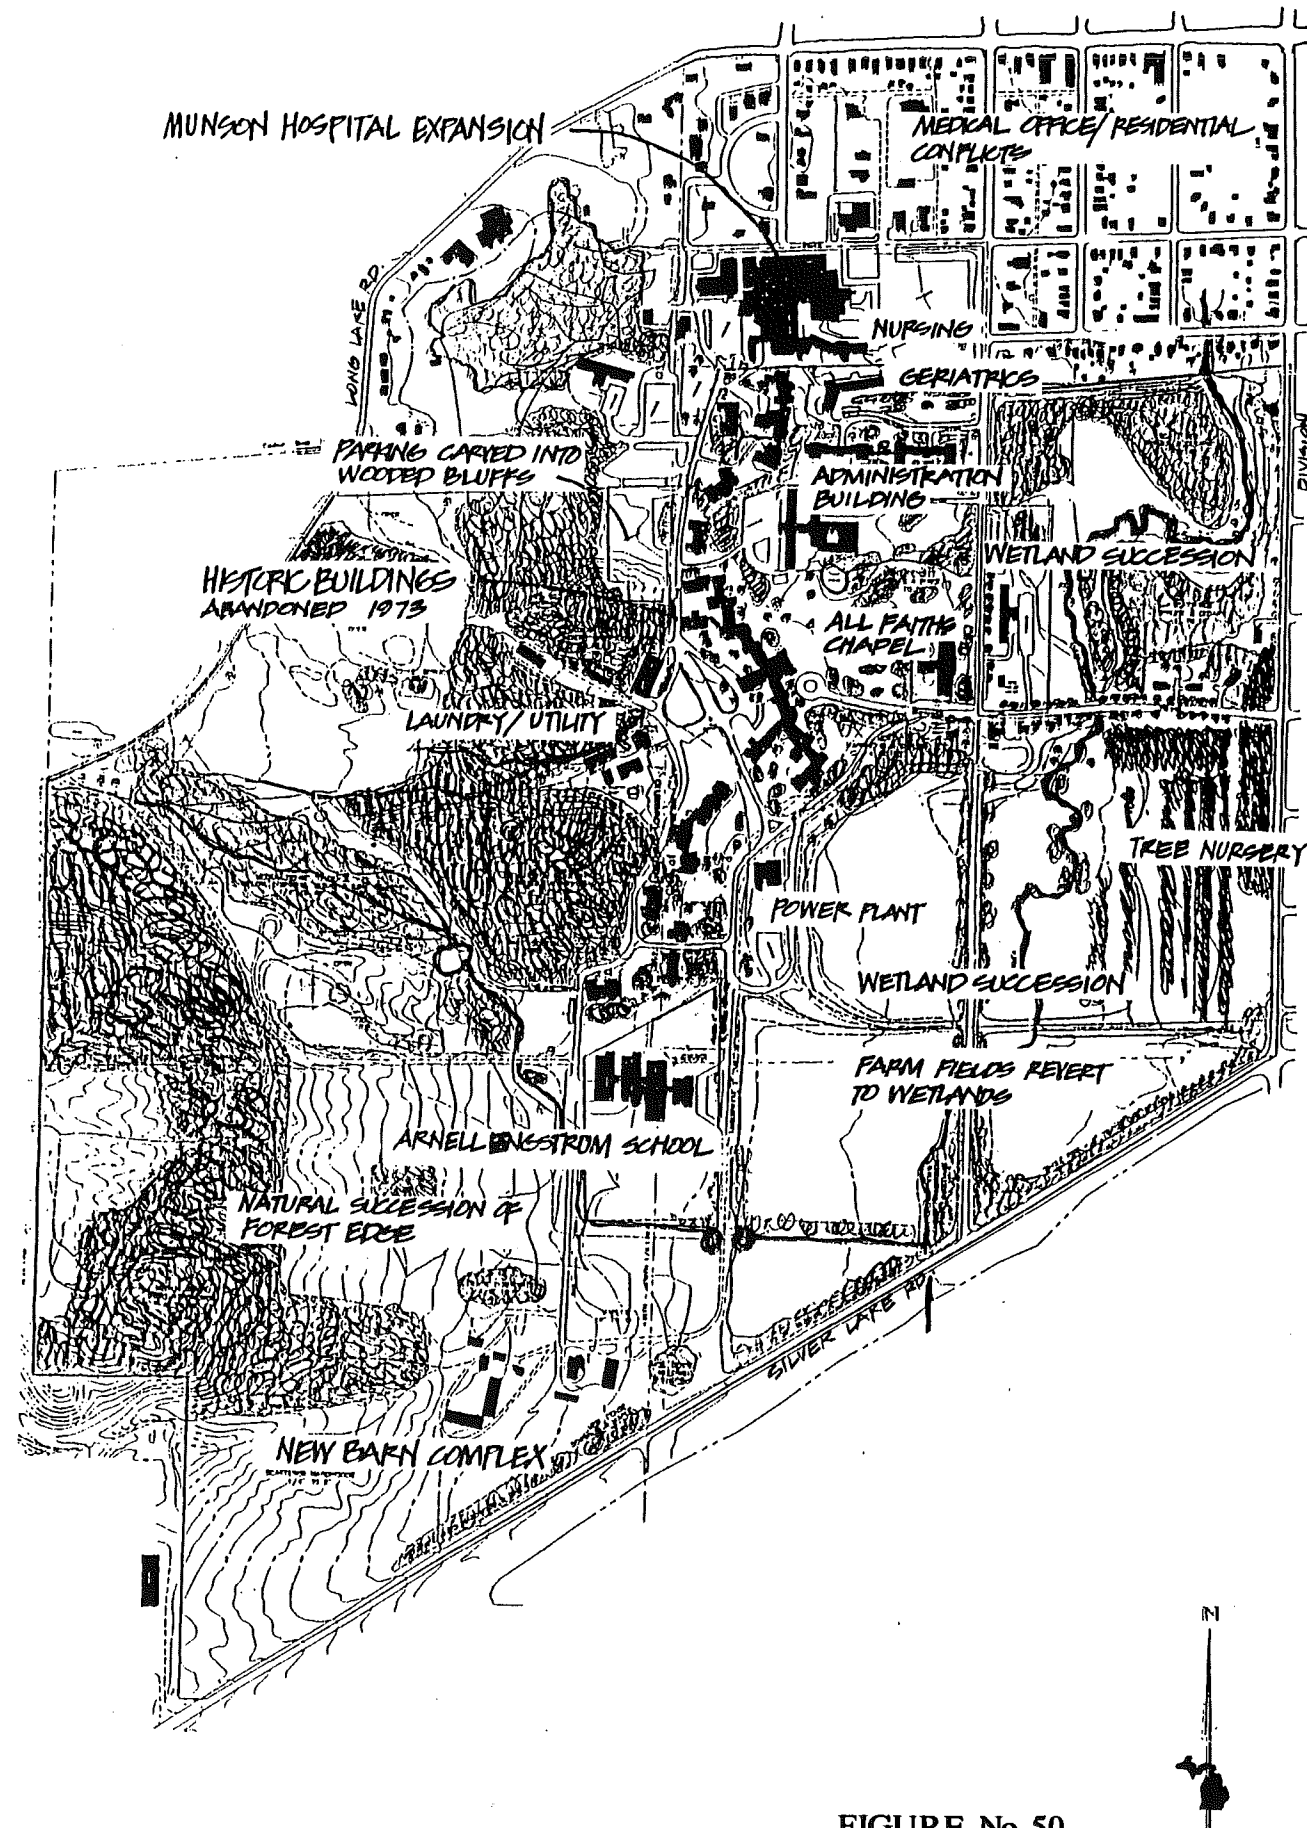 MUNSON HOSPITAL EXPANSION
MEDICAL OFFICE/RESIDENTIAL
CONFLICTS
LONG LAKE RD
NURSING
GERIATRICS
DIVISION
PARKING CARVED INTO
WOODED BLUFFS
ADMINISTRATION
BUILDING
WETLAND SUCCESSION
HISTORIC BUILDINGS
ABANDONED 1973
ALL FAITHS
CHAPEL
LAUNDRY/UTILITY
TREE NURSERY
POWER PLANT
WETLAND SUCCESSION
FARM FIELDS REVERT
TO WETLANDS
ARNELL ENGSTROM SCHOOL
NATURAL SUCCESSION OF
FOREST EDGE
SILVER LAKE RD
NEW BARN COMPLEX
N
FIGURE No. 50